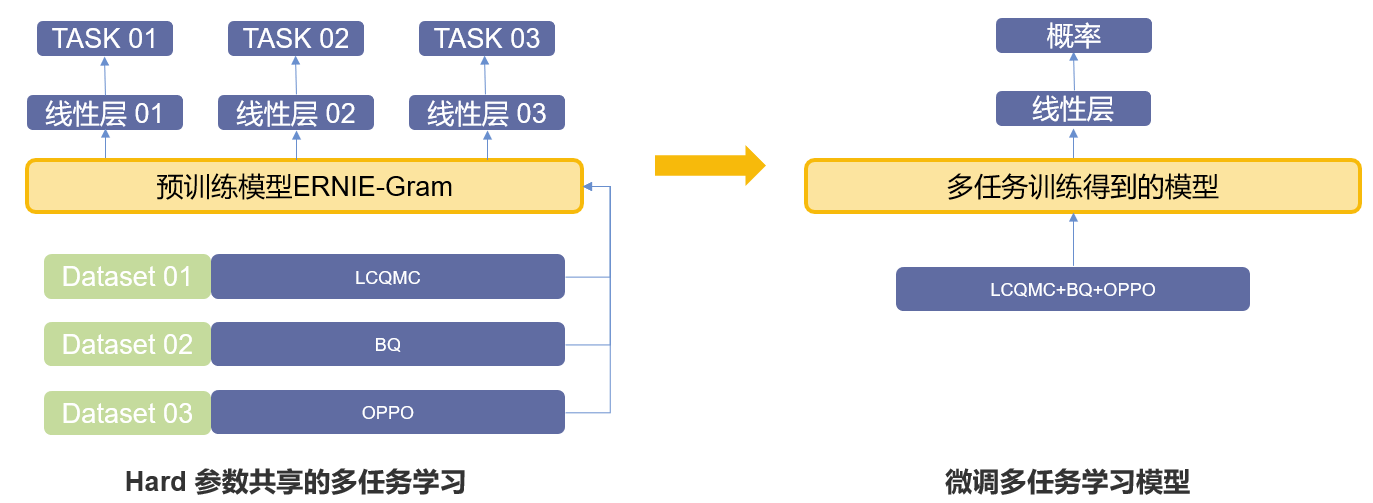 TASK 01
TASK 02
TASK 03
线性层 01
线性层 02
线性层 03
预训练模型ERNIE-Gram
Dataset 01
LCQMC
Dataset 02
BQ
Dataset 03
OPPO
Hard 参数共享的多任务学习
概率
线性层
多任务训练得到的模型
LCQMC+BQ+OPPO
微调多任务学习模型